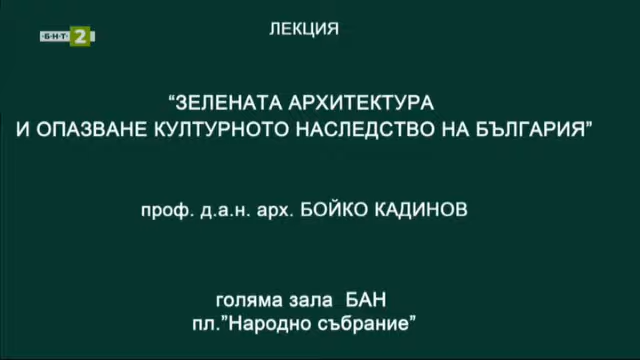 БНТ 2
ЛЕКЦИЯ
“ЗЕЛЕНАТА АРХИТЕКТУРА
И ОПАЗВАНЕ КУЛТУРНОТО НАСЛЕДСТВО НА БЪЛГАРИЯ”
проф. д.а.н. арх. БОЙКО КАДИНОВ
голяма зала БАН
пл.”Народно събрание”